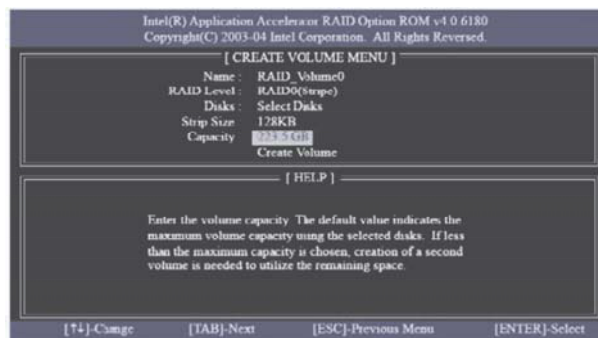 Intel(R) Application Accelerator RAID Option ROM v4 0 6180
Copyright(C) 2003-04 Intel Corporation. All Rights Reversed.
[ CREATE VOLUME MENU ]
Name : RAID_Volume0
RAID Level : RAID0(Stripe)
Disks : Select Disks
Strip Size 128KB
Capacity 223.5 GB
Create Volume
[ HELP ]
Enter the volume capacity The default value indicates the
maximum volume capacity using the selected disks. If less
than the maximum capacity is chosen, creation of a second
volume is needed to utilize the remaining space.
[↑↓]-Change [TAB]-Next [ESC]-Previous Menu [ENTER]-Select